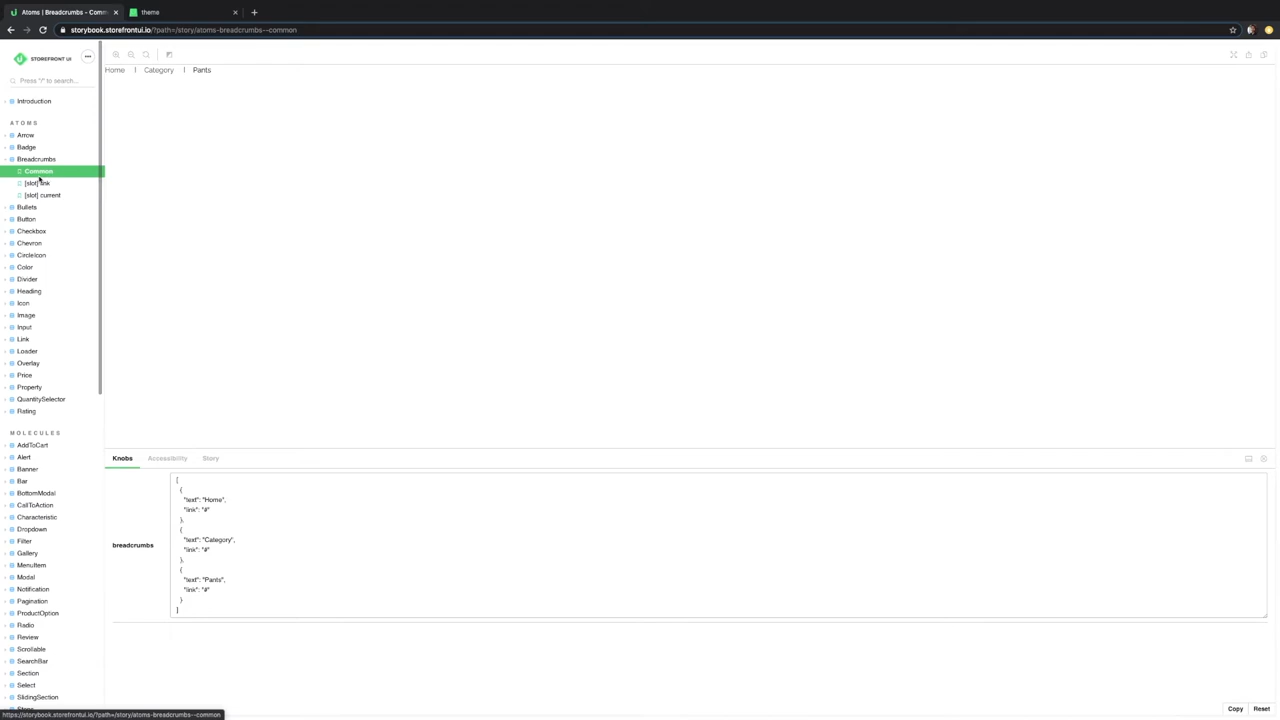 Atoms | Breadcrumbs - Comm
theme
storybook.storefrontui.io/?path=/story/atoms-breadcrumbs--common
STOREFRONT UI
Press "/" to search...
Introduction
ATOMS
Arrow
Badge
Breadcrumbs
Common
[slot] link
[slot] current
Bullets
Button
Checkbox
Chevron
CircleIcon
Color
Divider
Heading
Icon
Image
Input
Link
Loader
Overlay
Price
Property
QuantitySelector
Rating
MOLECULES
AddToCart
Alert
Banner
Bar
BottomModal
CallToAction
Characteristic
Dropdown
Filter
Gallery
MenuItem
Modal
Notification
Pagination
ProductOption
Radio
Review
Scrollable
SearchBar
Section
Select
SlidingSection
https://storybook.storefrontui.io/?path=/story/atoms-breadcrumbs--common
Home | Category | Pants
Knobs Accessibility Story
breadcrumbs
[
{
"text": "Home",
"link": "#"
},
{
"text": "Category",
"link": "#"
},
{
"text": "Pants",
"link": "#"
}
]
Copy Reset